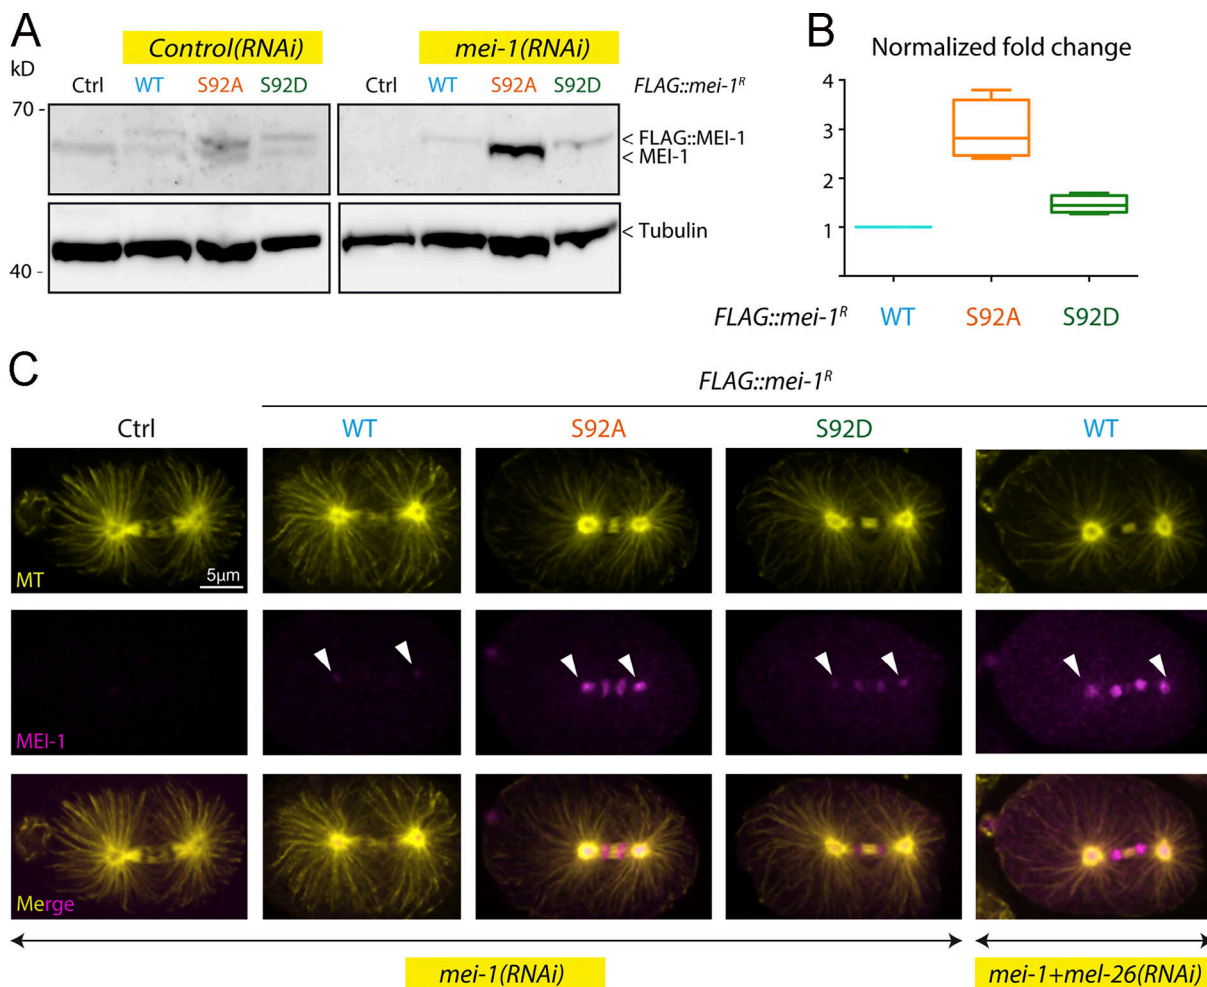 A
Control(RNAi)
mei-1(RNAi)
kD
Ctrl WT S92A S92D
Ctrl WT S92A S92D FLAG::mei-1ᴿ
70 -
< FLAG::MEI-1
< MEI-1
< Tubulin
40 -
B
Normalized fold change
4
3
2
1
FLAG::mei-1ᴿ WT S92A S92D
C
FLAG::mei-1ᴿ
Ctrl WT S92A S92D WT
MT
5µm
MEI-1
Merge
mei-1(RNAi)
mei-1+mel-26(RNAi)